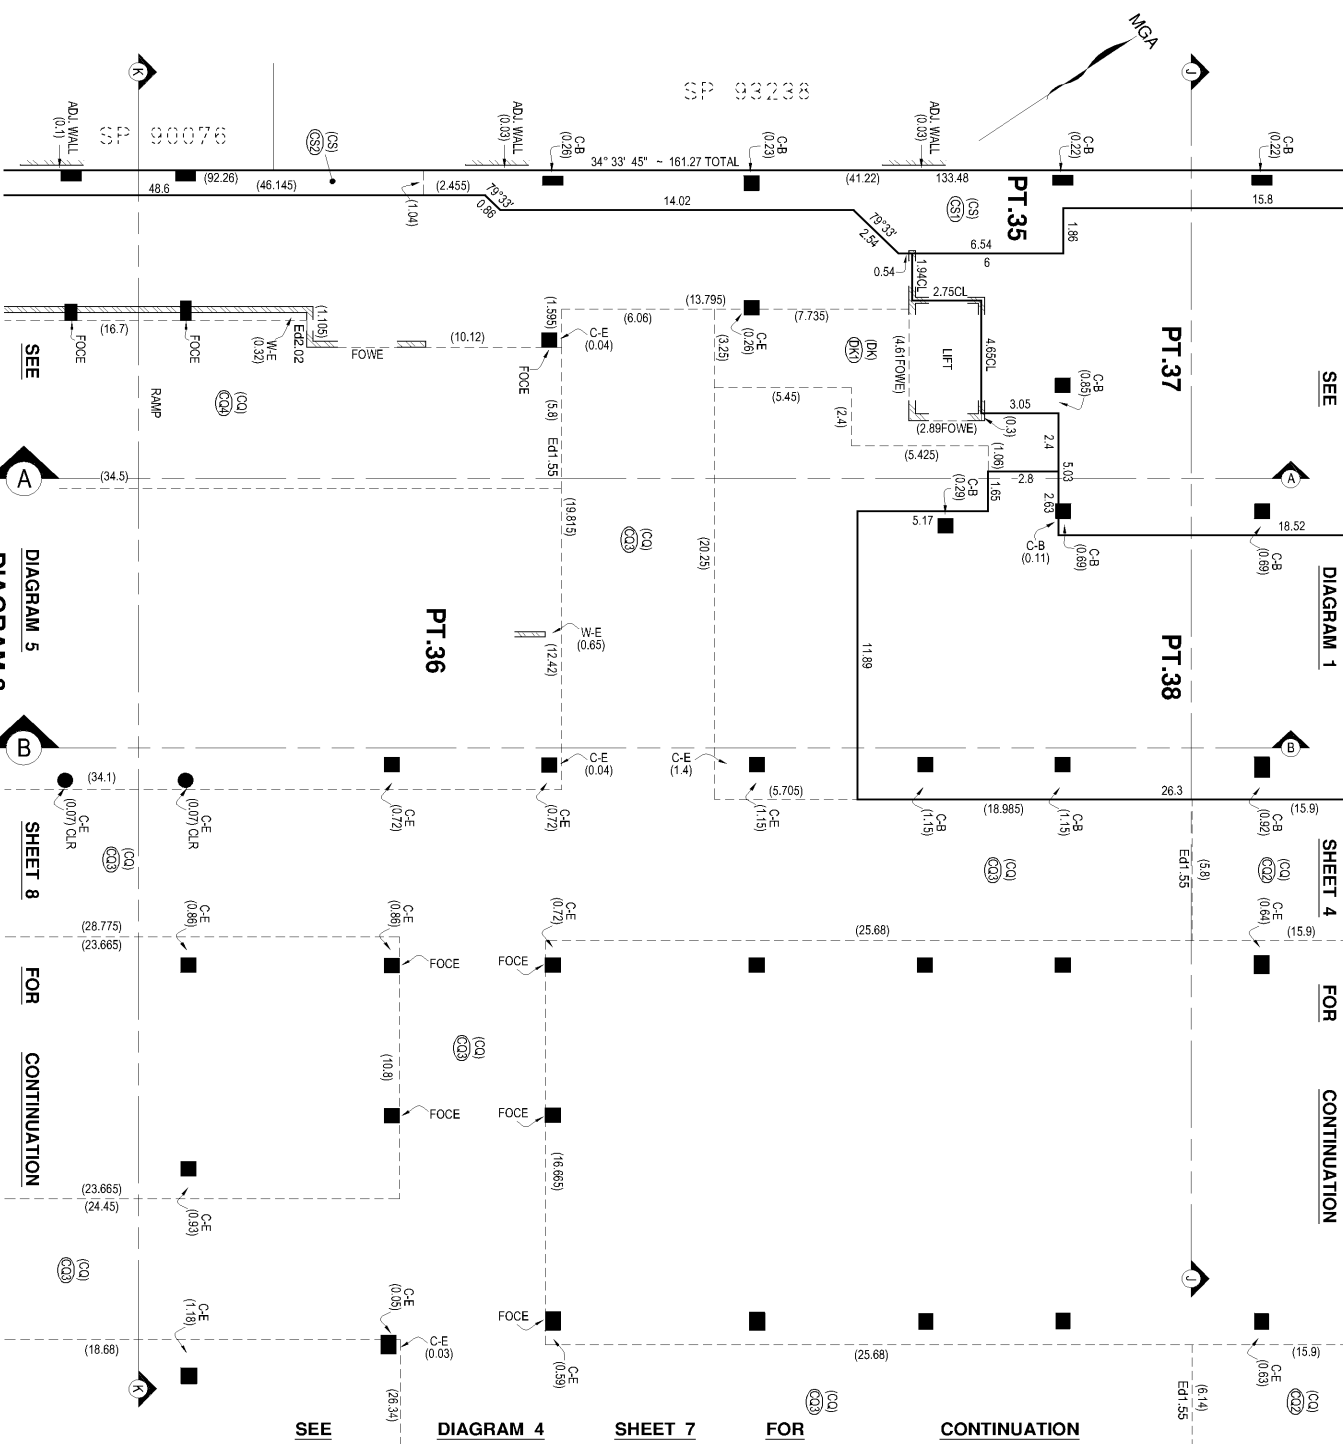 MGA
K
J
SP 90076
SP 93238
ADJ. WALL
(0.1)
(CS)
CS2
ADJ. WALL
(0.03)
C-B
(0.26)
C-B
(0.23)
ADJ. WALL
(0.03)
C-B
(0.22)
C-B
(0.22)
34° 33' 45" ~ 161.27 TOTAL
48.6
(92.26)
(46.145)
(1.04)
(2.455)
79°33'
0.86
14.02
(41.22)
133.48
79°33'
2.54
(CS)
CS1
PT.35
6.54
6
1.86
15.8
0.54
1.94CL
2.75CL
(16.7)
FOCE
FOCE
W-E
(0.32)
Ed2.02
(1.105)
FOWE
(10.12)
(1.595)
C-E
(0.04)
FOCE
(6.06)
(13.795)
(3.25)
C-E
(0.26)
(7.735)
(DK)
DK1
(4.61FOWE)
LIFT
4.65CL
(2.89FOWE)
(0.3)
3.05
C-B
(0.85)
PT.37
SEE
SEE
RAMP
(CQ)
CQ4
(5.8)
Ed1.55
(5.45)
(2.4)
(5.425)
(1.06)
2.4
5.03
2.63
2.8
1.65
A
(34.5)
A
C-B
(0.29)
5.17
C-B
(0.11)
C-B
(0.69)
C-B
(0.69)
18.52
(19.815)
(CQ)
CQ3
(20.25)
DIAGRAM 5
DIAGRAM 1
PT.36
W-E
(0.65)
(12.42)
11.89
PT.38
B
B
(34.1)
C-E
(0.07) CLR
C-E
(0.07) CLR
C-E
(0.72)
C-E
(0.04)
C-E
(0.72)
C-E
(1.4)
C-E
(1.15)
(5.705)
C-B
(1.15)
(18.985)
C-B
(1.15)
26.3
C-B
(0.92)
(15.9)
SHEET 8
SHEET 4
(CQ)
CQ3
(CQ)
CQ3
(5.8)
Ed1.55
(CQ)
CQ2
(28.775)
(23.665)
C-E
(0.86)
C-E
(0.86)
FOCE
FOCE
C-E
(0.72)
(25.68)
C-E
(0.64)
(15.9)
FOR
FOR
(CQ)
CQ3
(10.8)
FOCE
FOCE
(16.665)
CONTINUATION
CONTINUATION
(23.665)
(24.45)
C-E
(0.93)
(CQ)
CQ3
C-E
(1.18)
C-E
(0.05)
C-E
(0.03)
FOCE
C-E
(0.59)
(18.68)
(25.68)
J
C-E
(0.63)
(15.9)
K
(26.34)
(CQ)
CQ3
(6.14)
Ed1.55
(CQ)
CQ2
SEE DIAGRAM 4 SHEET 7 FOR CONTINUATION